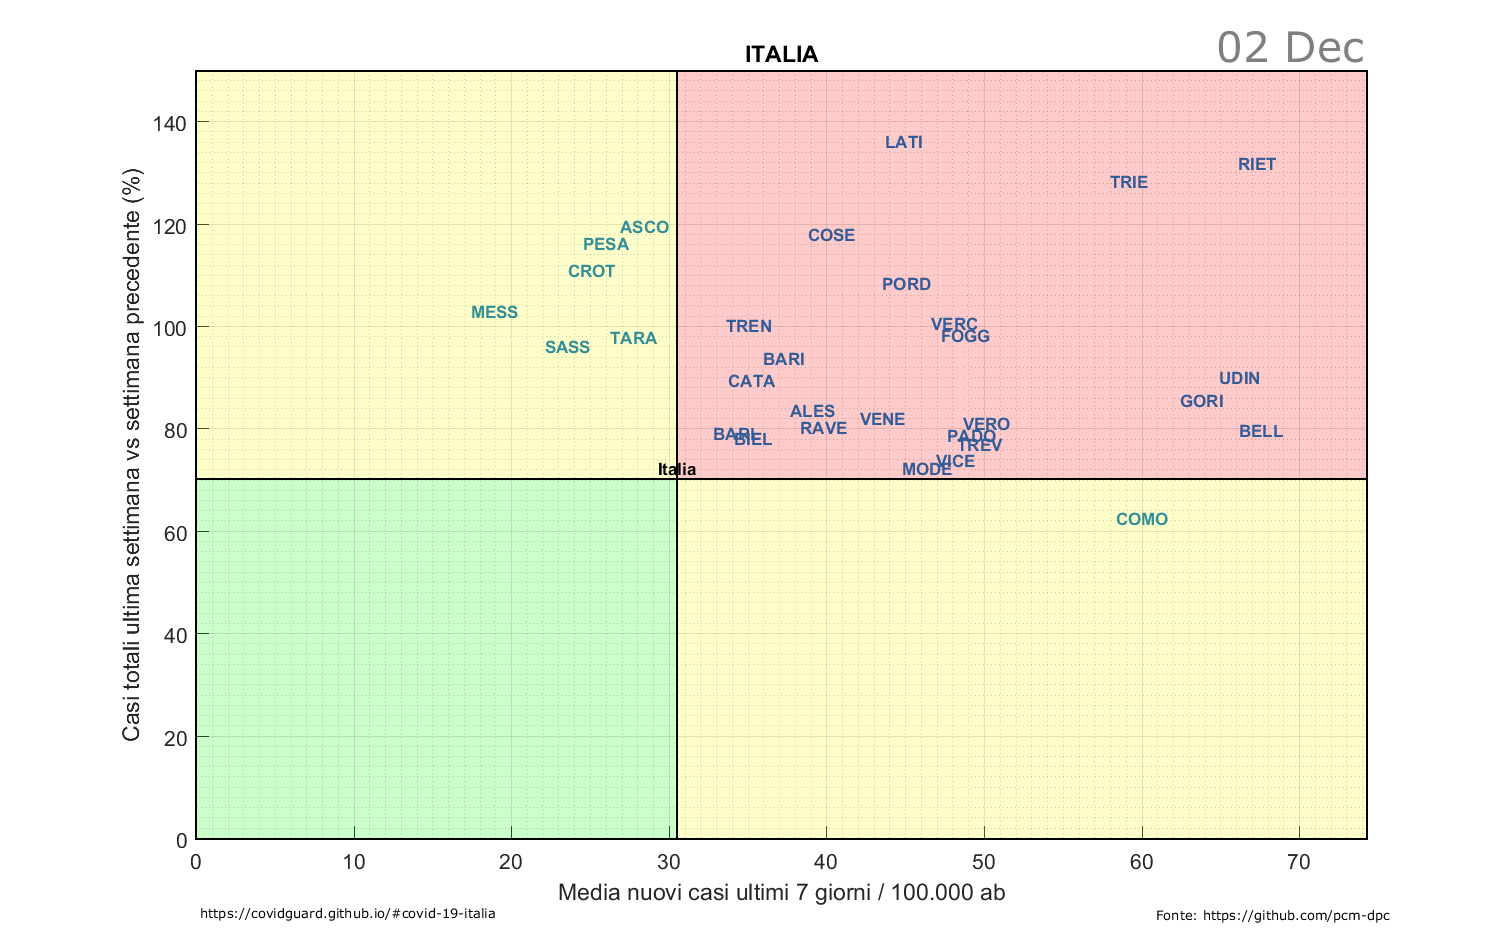 02 Dec
ITALIA
Casi totali ultima settimana vs settimana precedente (%)
140
120
100
80
60
40
20
0
LATI
RIET
TRIE
ASCO
COSE
PESA
CROT
PORD
MESS
TREN
VERC
FOGG
TARA
SASS
BARI
CATA
UDIN
GORI
ALES
VENE
RAVE
VERO
BELL
BARI
BIEL
PADO
TREV
VICE
MODE
Italia
COMO
0 10 20 30 40 50 60 70
Media nuovi casi ultimi 7 giorni / 100.000 ab
https://covidguard.github.io/#covid-19-italia
Fonte: https://github.com/pcm-dpc